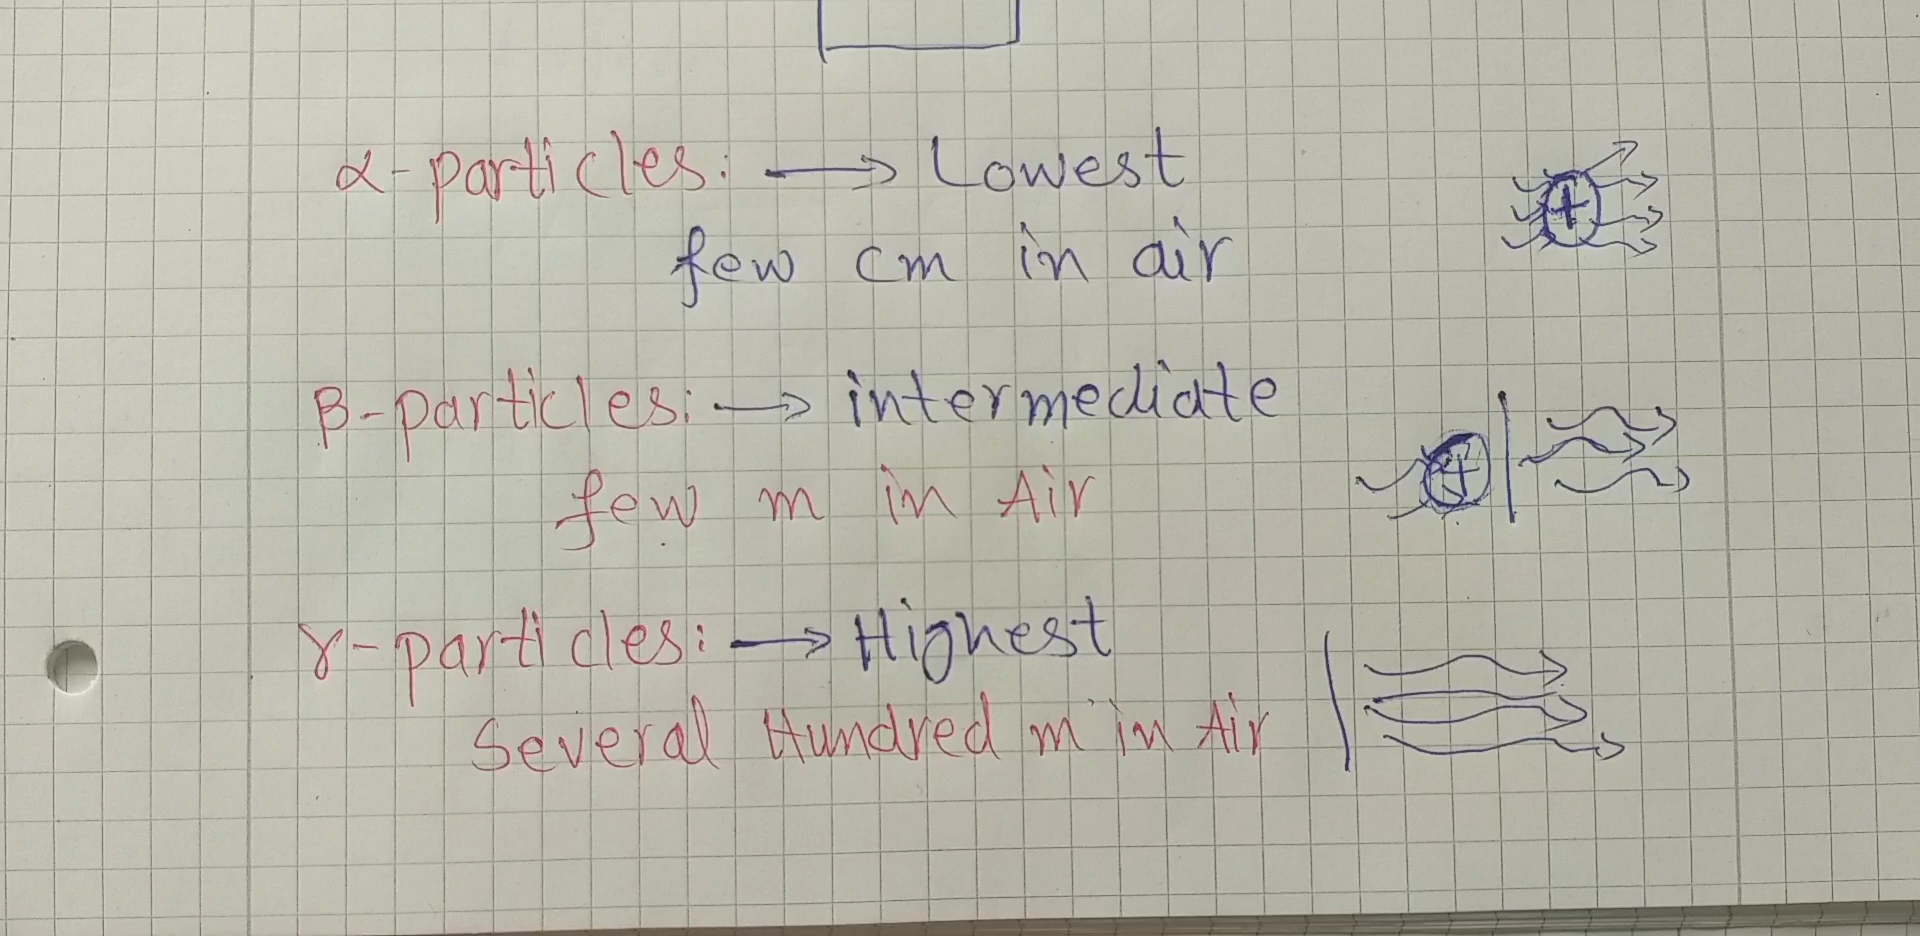 α-particles: → Lowest
few cm in air
+
β-particles: → intermediate
few m in Air
+
γ-particles: → Highest
Several Hundred m in Air